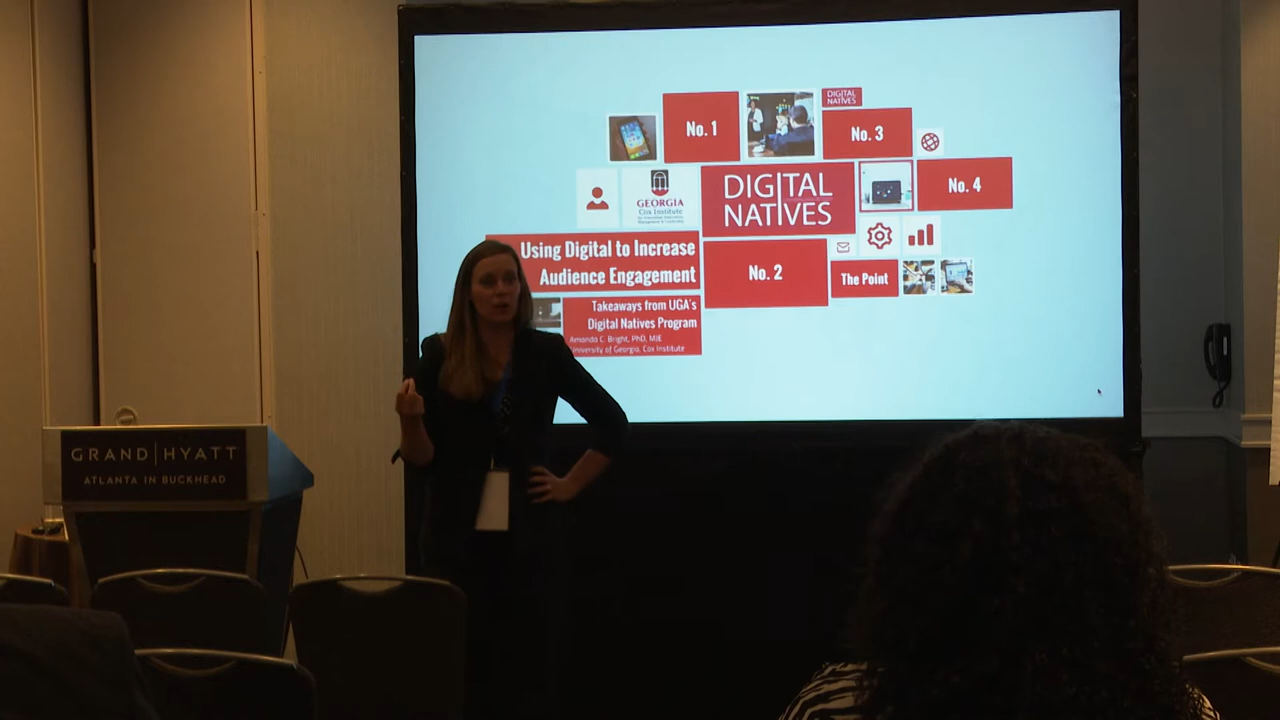 DIGITAL
NATIVES
No. 1
No. 3
No. 4
GEORGIA
Cox Institute
DIGITAL
NATIVES
Using Digital to Increase
Audience Engagement
No. 2
The Point
Takeaways from UGA's
Digital Natives Program
Amanda C. Bright, PhD, MJE
University of Georgia, Cox Institute
GRAND HYATT
ATLANTA IN BUCKHEAD